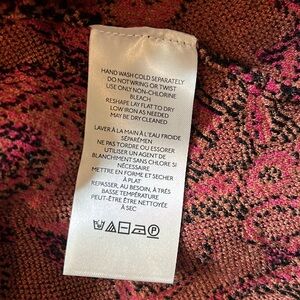 HAND WASH COLD SEPARATELY
DO NOT WRING OR TWIST
USE ONLY NON-CHLORINE
BLEACH
RESHAPE LAY FLAT TO DRY
LOW IRON AS NEEDED
MAY BE DRY CLEANED
LAVER À LA MAIN À L'EAU FROIDE
SÉPARÉMEN
NE PAS TORDRE OU ESSORER
UTILISER UN AGENT DE
BLANCHIMENT SANS CHLORE SI
NÉCESSAIRE
METTRE EN FORME ET SÉCHER
À PLAT
REPASSER, AU BESOIN, À TRÈS
BASSE TEMPÉRATURE
PEUT-ÊTRE ÊTRE NETTOYÉE
À SEC
P